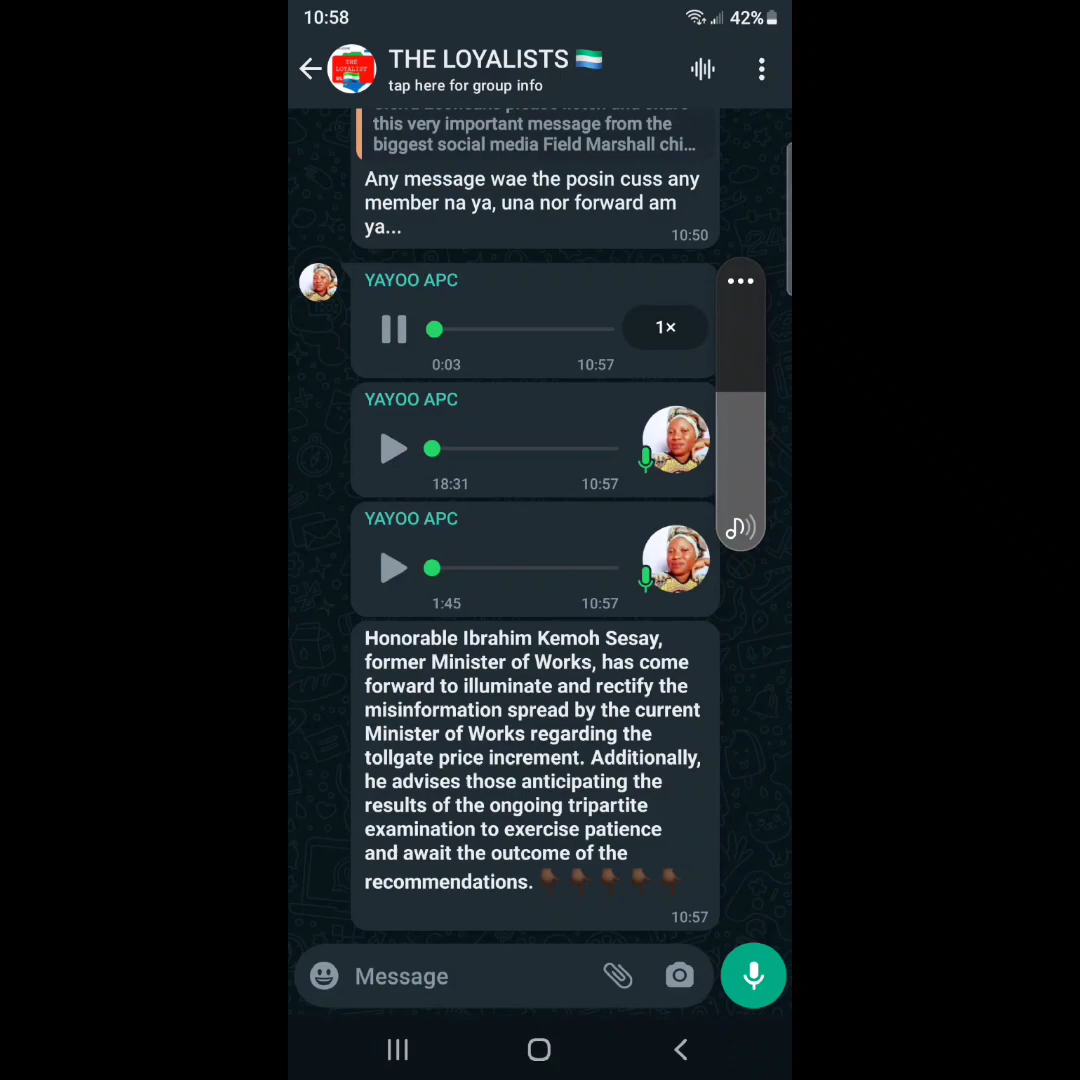 10:58
42%
THE LOYALISTS 🇸🇱
tap here for group info
this very important message from the
biggest social media Field Marshall chi...
Any message wae the posin cuss any
member na ya, una nor forward am
ya...
10:50
YAYOO APC
1×
0:03
10:57
YAYOO APC
18:31
10:57
YAYOO APC
1:45
10:57
Honorable Ibrahim Kemoh Sesay,
former Minister of Works, has come
forward to illuminate and rectify the
misinformation spread by the current
Minister of Works regarding the
tollgate price increment. Additionally,
he advises those anticipating the
results of the ongoing tripartite
examination to exercise patience
and await the outcome of the
recommendations. 👇🏿👇🏿👇🏿👇🏿👇🏿
10:57
Message